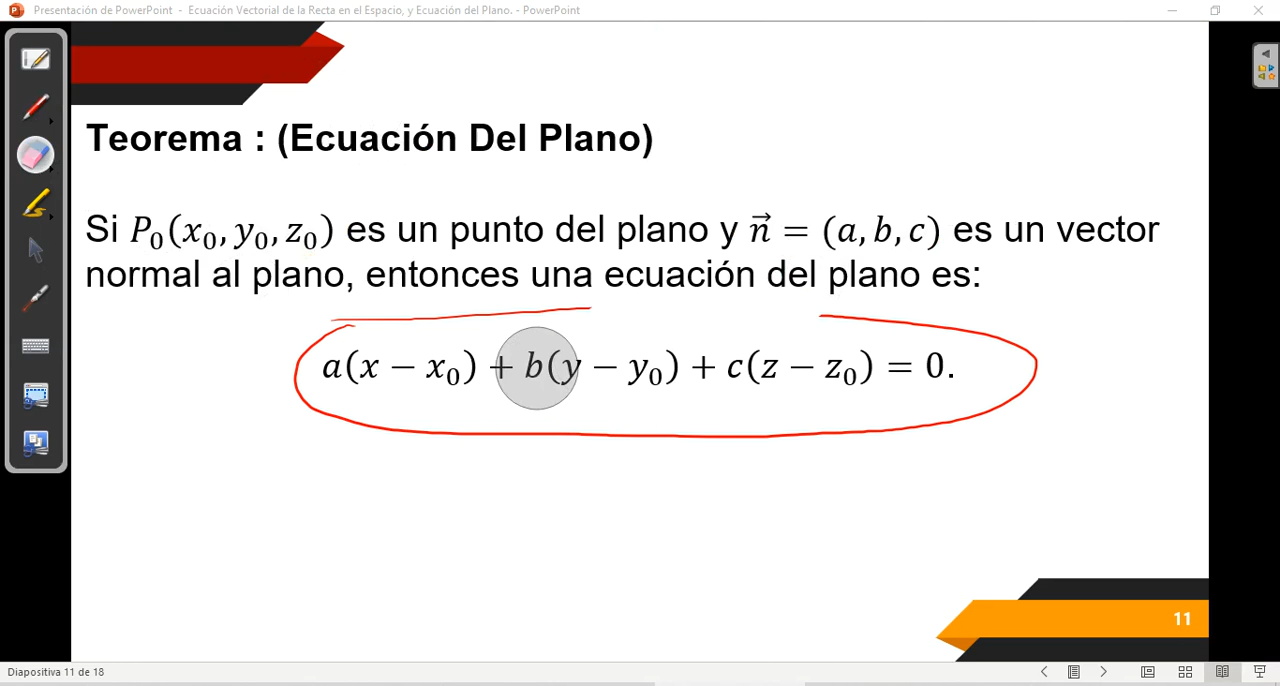 Presentación de PowerPoint - Ecuación Vectorial de la Recta en el Espacio, y Ecuación del Plano. - PowerPoint
Teorema : (Ecuación Del Plano)
Si P₀(x₀, y₀, z₀) es un punto del plano y n⃗ = (a, b, c) es un vector
normal al plano, entonces una ecuación del plano es:
a(x − x₀) + b(y − y₀) + c(z − z₀) = 0.
11
Diapositiva 11 de 18